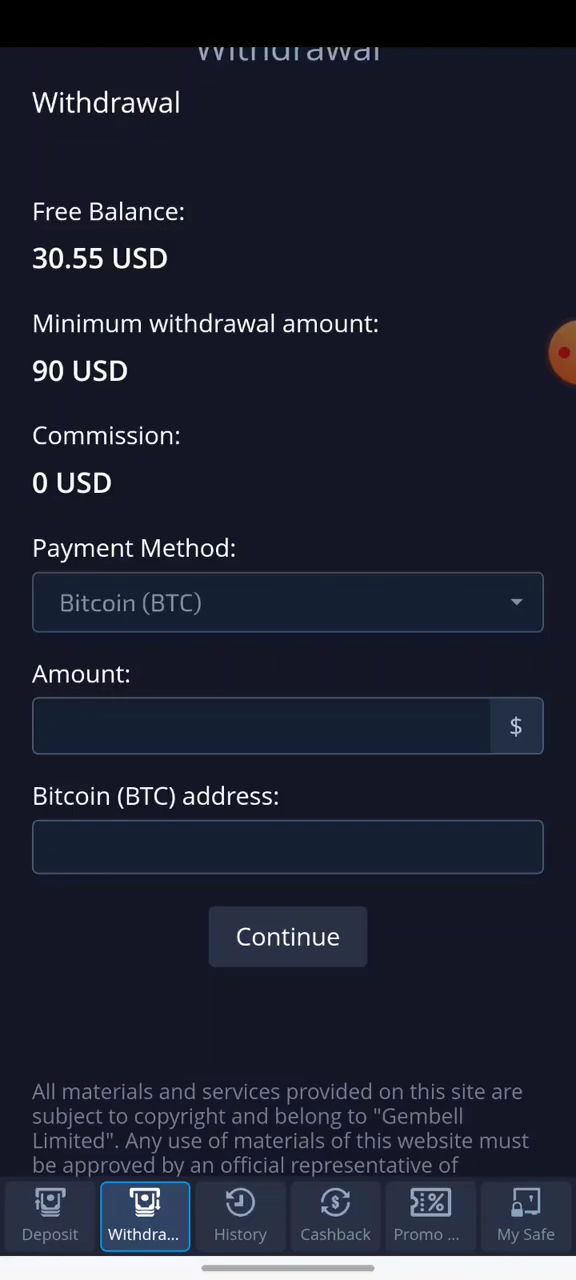 Withdrawal
Withdrawal
Free Balance:
30.55 USD
Minimum withdrawal amount:
90 USD
Commission:
0 USD
Payment Method:
Bitcoin (BTC)
Amount:
$
Bitcoin (BTC) address:
Continue
All materials and services provided on this site are
subject to copyright and belong to "Gembell
Limited". Any use of materials of this website must
be approved by an official representative of
Deposit Withdra... History Cashback Promo ... My Safe